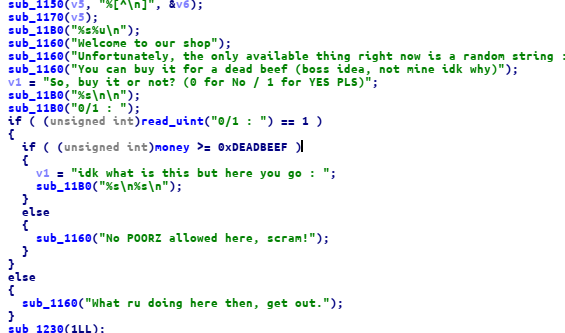 sub_1150(v5, "%[^\n]", &v6);
sub_1170(v5);
sub_11B0("%s%u\n");
sub_1160("Welcome to our shop");
sub_1160("Unfortunately, the only available thing right now is a random string :
sub_1160("You can buy it for a dead beef (boss idea, not mine idk why)");
v1 = "So, buy it or not? (0 for No / 1 for YES PLS)";
sub_11B0("%s\n\n");
sub_11B0("0/1 : ");
if ( (unsigned int)read_uint("0/1 : ") == 1 )
{
if ( (unsigned int)money >= 0xDEADBEEF )
{
v1 = "idk what is this but here you go : ";
sub_11B0("%s\n%s\n");
}
else
{
sub_1160("No POORZ allowed here, scram!");
}
}
else
{
sub_1160("What ru doing here then, get out.");
}
sub_1230(1LL);